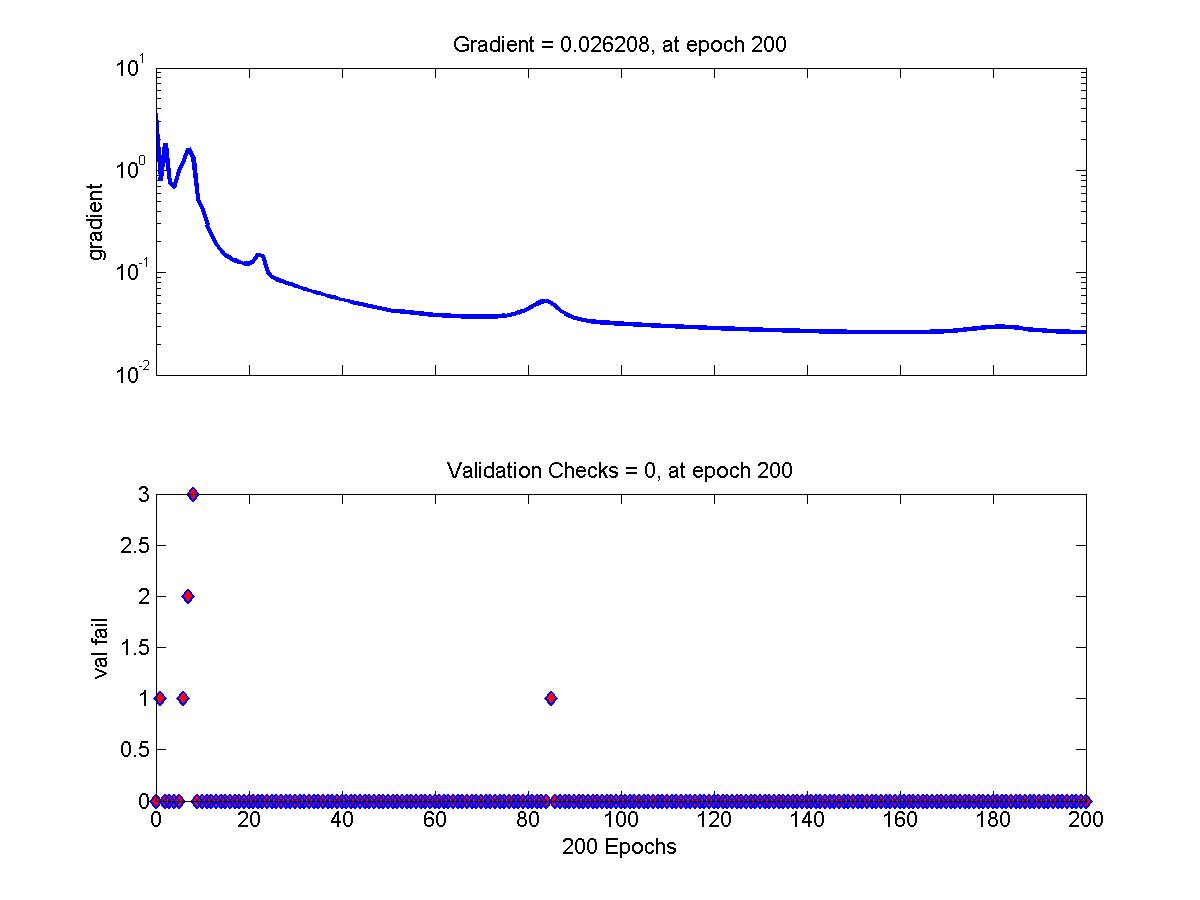 Gradient = 0.026208, at epoch 200
10^1
10^0
10^-1
10^-2
gradient
Validation Checks = 0, at epoch 200
3
2.5
2
1.5
1
0.5
0
val fail
0 20 40 60 80 100 120 140 160 180 200
200 Epochs